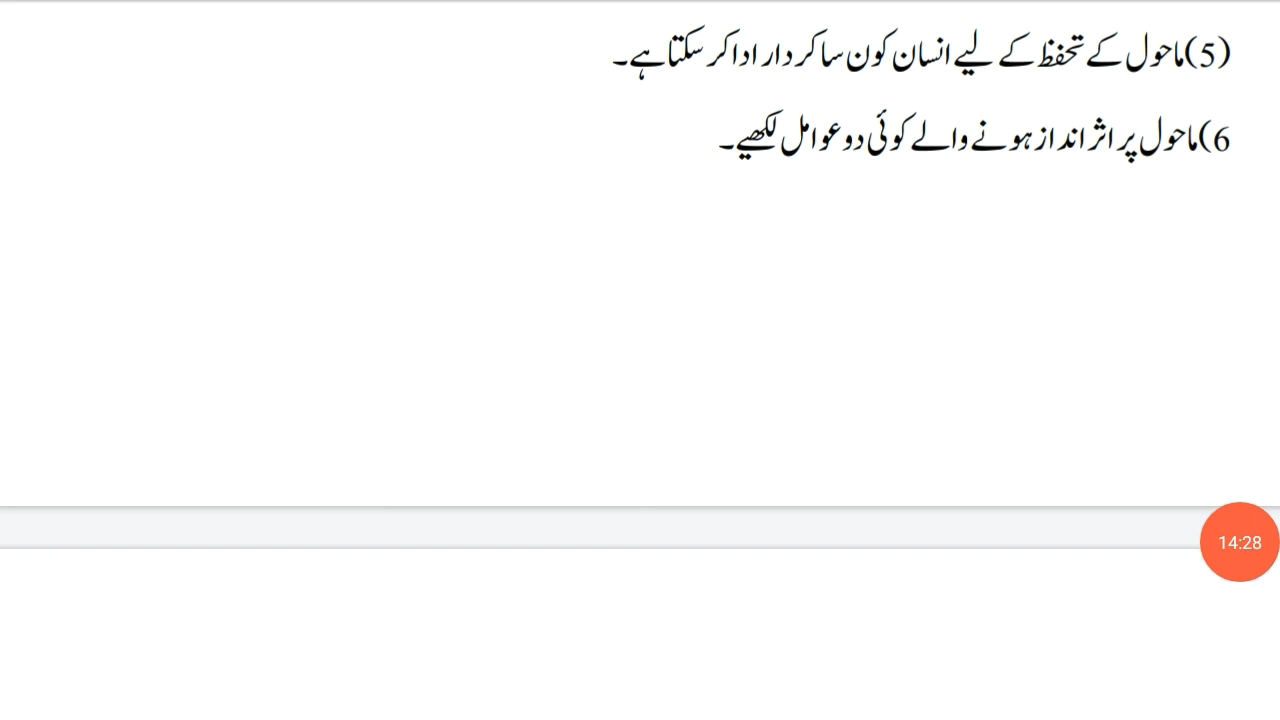 (5)ماحول کے تحفظ کے لیے انسان کون سا کردار ادا کر سکتا ہے۔
6)ماحول پر اثر انداز ہونے والے کوئی دو عوامل لکھیے۔
14:28